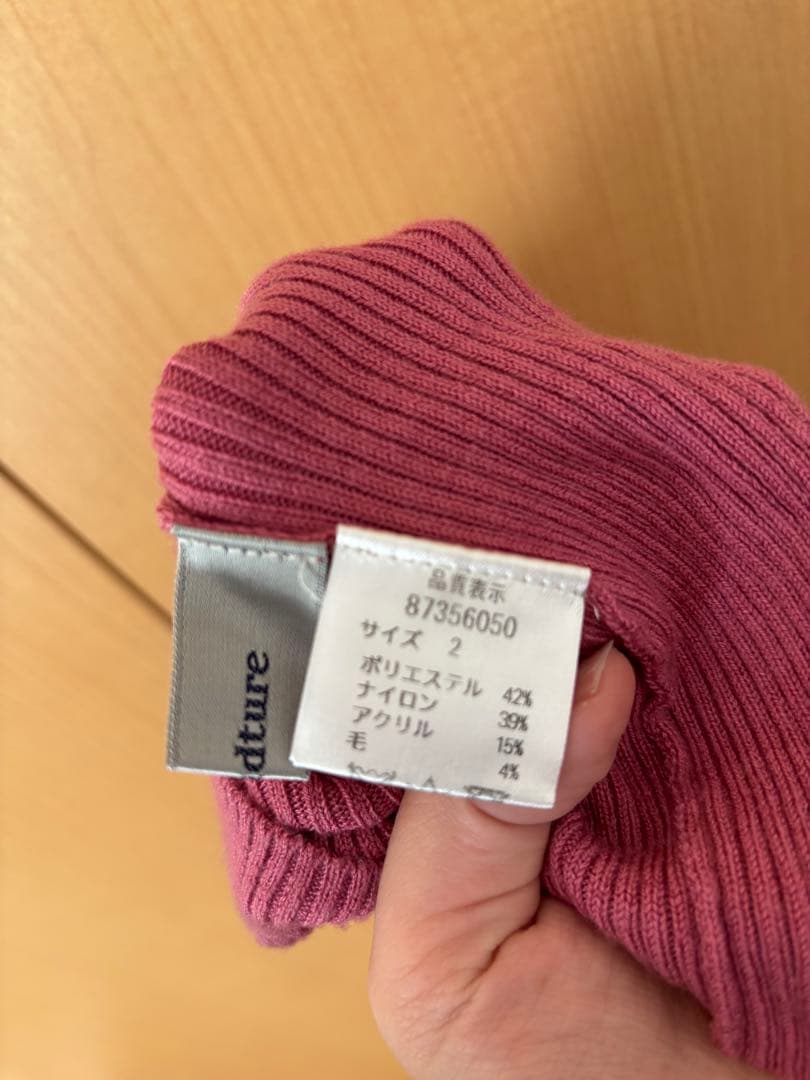 品質表示
87356050
サイズ 2
ポリエステル 42%
ナイロン 39%
アクリル 15%
毛 4%
dture